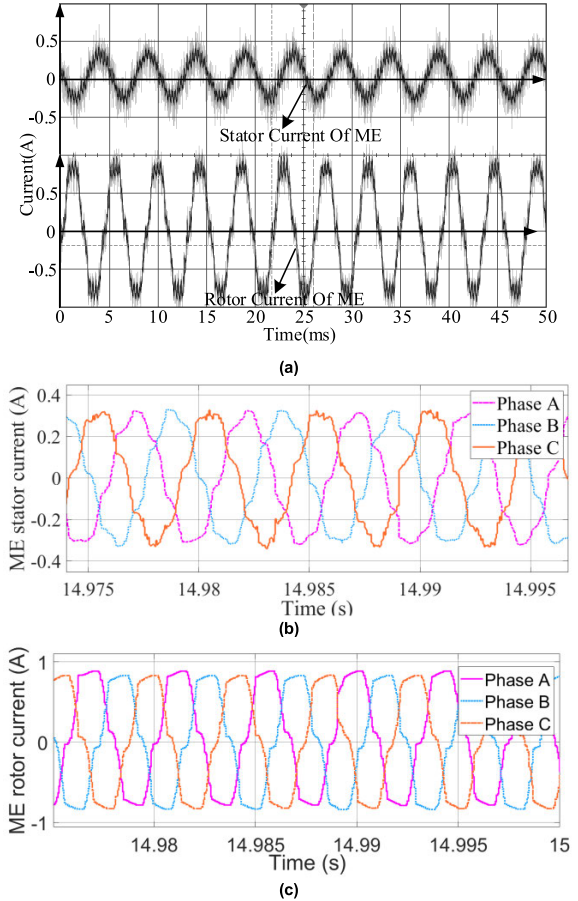 0.5
0
-0.5
Stator Current Of ME
Current(A)
0.5
0
-0.5
Rotor Current Of ME
0 5 10 15 20 25 30 35 40 45 50
Time(ms)
(a)
ME stator current (A)
0.4
0.2
0
-0.2
-0.4
Phase A
Phase B
Phase C
14.975 14.98 14.985 14.99 14.995
Time (s)
(b)
ME rotor current (A)
1
0
-1
Phase A
Phase B
Phase C
14.98 14.985 14.99 14.995 15
Time (s)
(c)